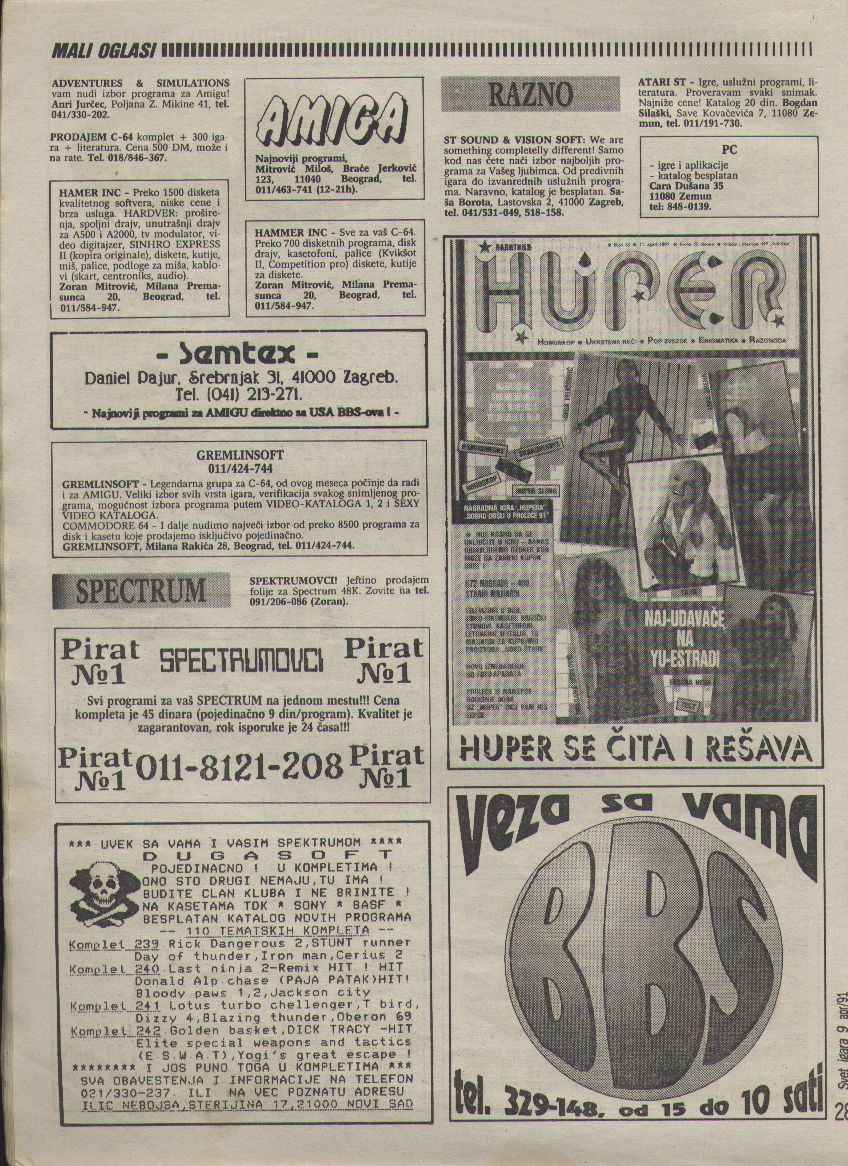 MALI OGLASI
ADVENTURES & SIMULATIONS
vam nudi izbor programa za Amigu!
Anri Jurčec, Poljana Z. Mikine 41, tel.
041/330-202.
PRODAJEM C-64 komplet + 300 iga-
ra + literatura. Cena 500 DM, može i
na rate. Tel. 018/846-367.
HAMER INC - Preko 1500 disketa
kvalitetnog softvera, niske cene i
brza usluga. HARDVER: prošire-
nja, spoljni drajv, unutrašnji drajv
za A500 i A2000, tv modulator, vi-
deo digitajzer, SINHRO EXPRESS
II (kopira originale), diskete, kutije,
miš, palice, podloge za miša, kablo-
vi (skart, centroniks, audio).
Zoran Mitrović, Milana Prema-
sunca 20, Beograd, tel.
011/584-947.
AMIGA
Najnoviji programi,
Mitrović Miloš, Braće Jerković
123, 11040 Beograd, tel.
011/463-741 (12-21h).
HAMMER INC - Sve za vaš C-64.
Preko 700 disketnih programa, disk
drajv, kasetofoni, palice (Kvikšot
II, Competition pro) diskete, kutije
za diskete.
Zoran Mitrović, Milana Prema-
sunca 20, Beograd, tel.
011/584-947.
- Semtex -
Daniel Pajur, Srebrnjak 31, 41000 Zagreb.
Tel. (041) 213-271.
- Najnoviji programi za AMIGU direktno sa USA BBS-ova ! -
GREMLINSOFT
011/424-744
GREMLINSOFT - Legendarna grupa za C-64, od ovog meseca počinje da radi
i za AMIGU. Veliki izbor svih vrsta igara, verifikacija svakog snimljenog pro-
grama, mogućnost izbora programa putem VIDEO-KATALOGA 1, 2 i SEXY
VIDEO KATALOGA.
COMMODORE 64 - I dalje nudimo najveći izbor od preko 8500 programa za
disk i kasetu koje prodajemo isključivo pojedinačno.
GREMLINSOFT, Milana Rakića 28, Beograd, tel. 011/424-744.
SPECTRUM
SPEKTRUMOVCI! Jeftino prodajem
folije za Spectrum 48K. Zovite na tel.
091/206-086 (Zoran).
Pirat №1 SPECTRUMOVCI Pirat №1
Svi programi za vaš SPECTRUM na jednom mestu!!! Cena
kompleta je 45 dinara (pojedinačno 9 din/program). Kvalitet je
zagarantovan, rok isporuke je 24 časa!!!
Pirat №1 011-8121-208 Pirat №1
*** UVEK SA VAMA I VASIM SPEKTRUMOM ****
D U G A S O F T
POJEDINACNO ! U KOMPLETIMA !
ONO STO DRUGI NEMAJU,TU IMA !
BUDITE CLAN KLUBA I NE BRINITE !
NA KASETAMA TDK * SONY * BASF *
BESPLATAN KATALOG NOVIH PROGRAMA
-- 110 TEMATSKIH KOMPLETA --
Komplet 239 Rick Dangerous 2,STUNT runner
Day of thunder,Iron man,Cerius 2
Komplet 240 Last ninja 2-Remix HIT ! HIT
Donald Alp chase (PAJA PATAK)HIT!
Bloody paws 1,2,Jackson city
Komplet 241 Lotus turbo chellenger,T bird,
Dizzy 4,Blazing thunder,Oberon 69
Komplet 242 Golden basket,DICK TRACY -HIT
Elite special weapons and tactics
(E.S.W.A.T),Yogi's great escape !
******** I JOS PUNO TOGA U KOMPLETIMA ***
SVA OBAVESTENJA I INFORMACIJE NA TELEFON
021/330-237 ILI NA VEC POZNATU ADRESU
ILIC NEBOJSA,STERIJINA 17,21000 NOVI SAD
RAZNO
ST SOUND & VISION SOFT: We are
something completelly different! Samo
kod nas ćete naći izbor najboljih pro-
grama za Vašeg ljubimca. Od predivnih
igara do izvanrednih uslužnih progra-
ma. Naravno, katalog je besplatan. Sa-
ša Borota, Lastovska 2, 41000 Zagreb,
tel. 041/531-049, 518-158.
ATARI ST - Igre, uslužni programi, li-
teratura. Proveravam svaki snimak.
Najniže cene! Katalog 20 din. Bogdan
Silaški, Save Kovačevića 7, 11080 Ze-
mun, tel. 011/191-730.
PC
- igre i aplikacije
- katalog besplatan
Cara Dušana 35
11080 Zemun
tel: 848-0139.
HUPER
HOROSKOP ★ UKRŠTENE REČI ★ POP ZVEZDE ★ ENIGMATIKA ★ RAZONODA
NAGRADNA IGRA „HUPERA"
„DOBRO DOŠLI U PROLEĆE 91"
672 NAGRADE - 400
STARIH MILIJARDI
NAJ-UDAVAČE
NA
YU-ESTRADI
TEST
HUPER SE ČITA I REŠAVA
veza sa vama
BBS
tel. 329-148, od 15 do 10 sati
Svet igara 9 apr/91
28